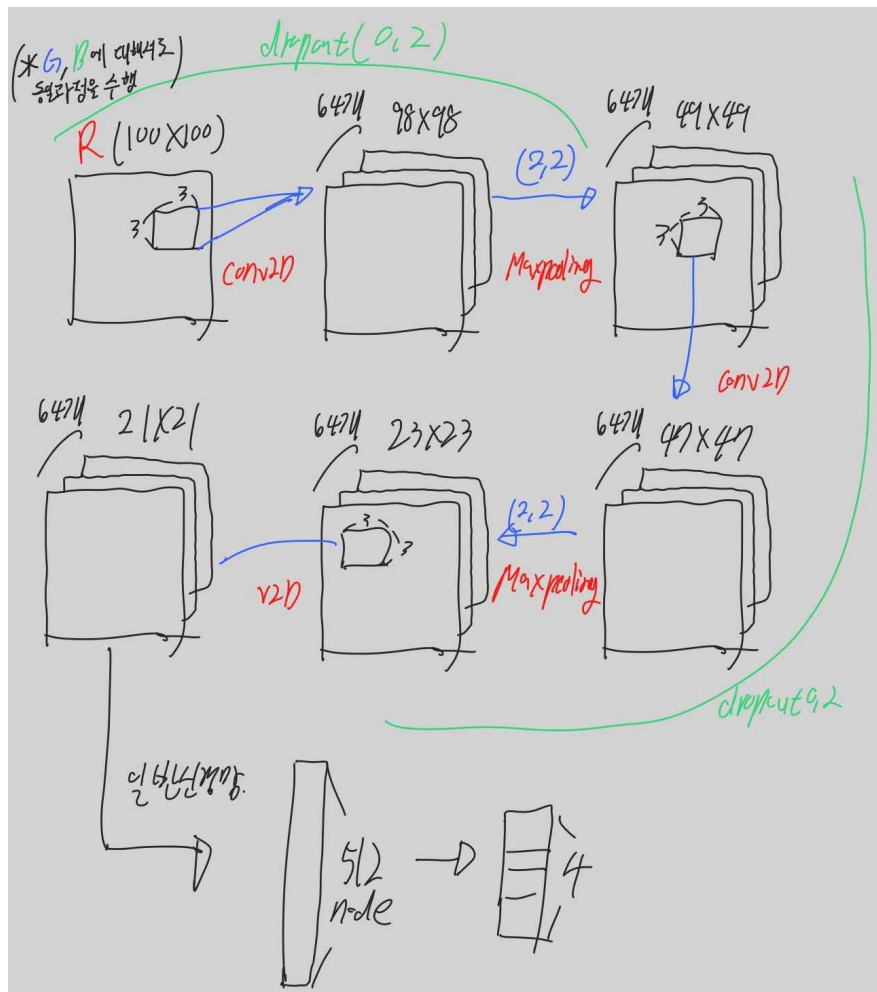 (*G, B에 대해서도
동일과정을 수행)
dropout(0,2)
R (100X100)
64개 98X98
64개 49X49
3
3
conv2D
(2,2)
Maxpooling
3
3
conv2D
64개 21X21
64개 23X23
64개 47X47
3
3
v2D
(2,2)
Maxpooling
dropout 0,2
일반신경망.
512
node
4